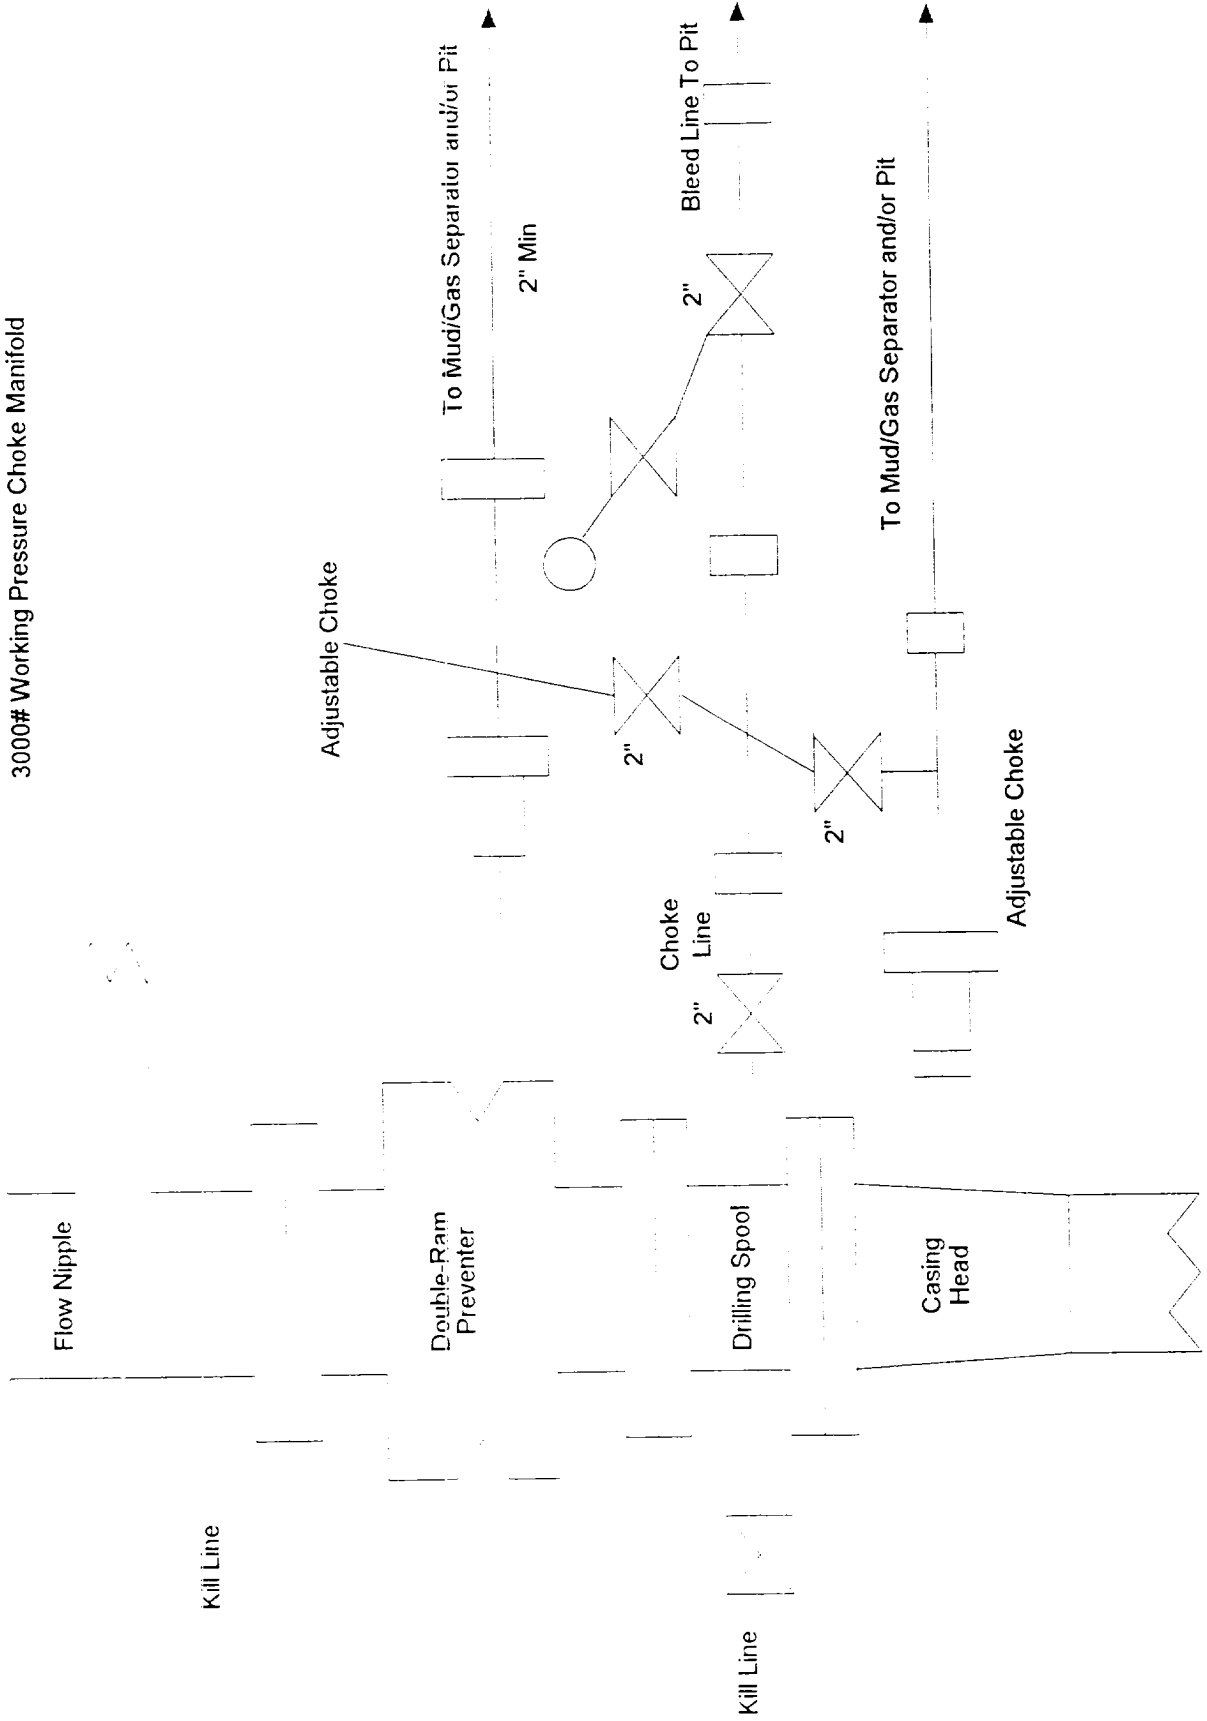 3000# Working Pressure Choke Manifold
To Mud/Gas Separator and/or Pit
2" Min
Bleed Line To Pit
2"
To Mud/Gas Separator and/or Pit
Adjustable Choke
2"
2"
Adjustable Choke
Choke
Line
2"
Flow Nipple
Double-Ram
Preventer
Drilling Spool
Casing
Head
Kill Line
Kill Line